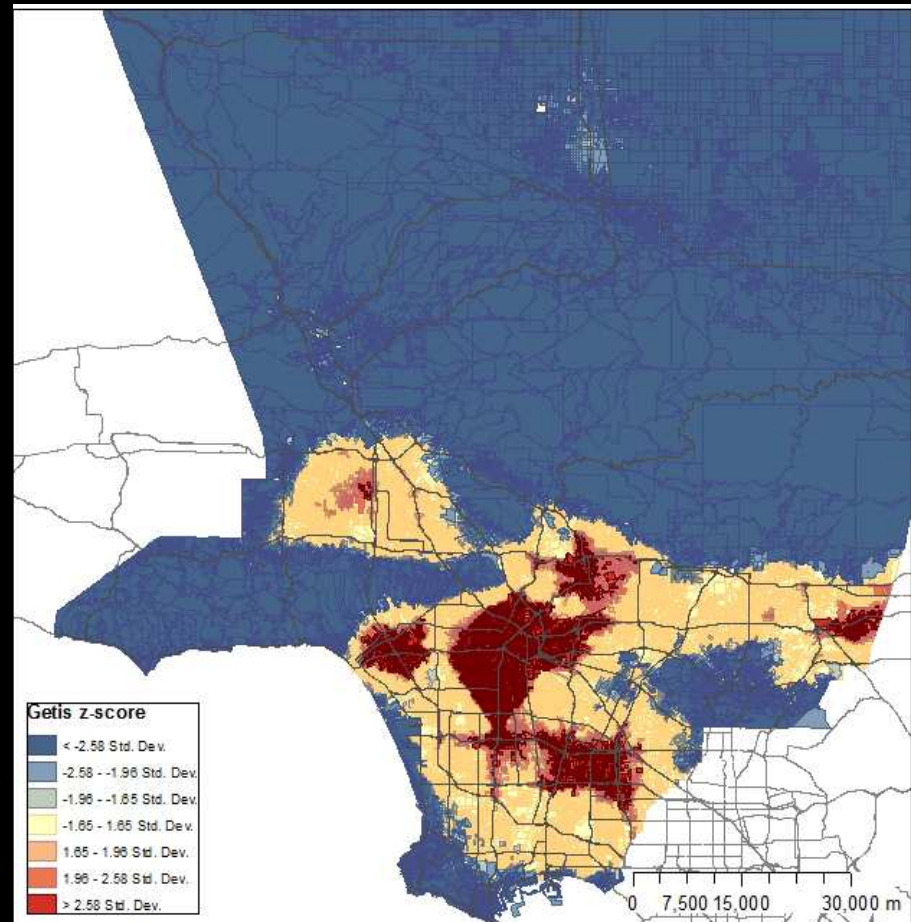 Getis z-score
< -2.58 Std. Dev.
-2.58 - -1.96 Std. Dev.
-1.96 - -1.65 Std. Dev.
-1.65 - 1.65 Std. Dev.
1.65 - 1.96 Std. Dev.
1.96 - 2.58 Std. Dev.
> 2.58 Std. Dev.
0 7,500 15,000 30,000 m